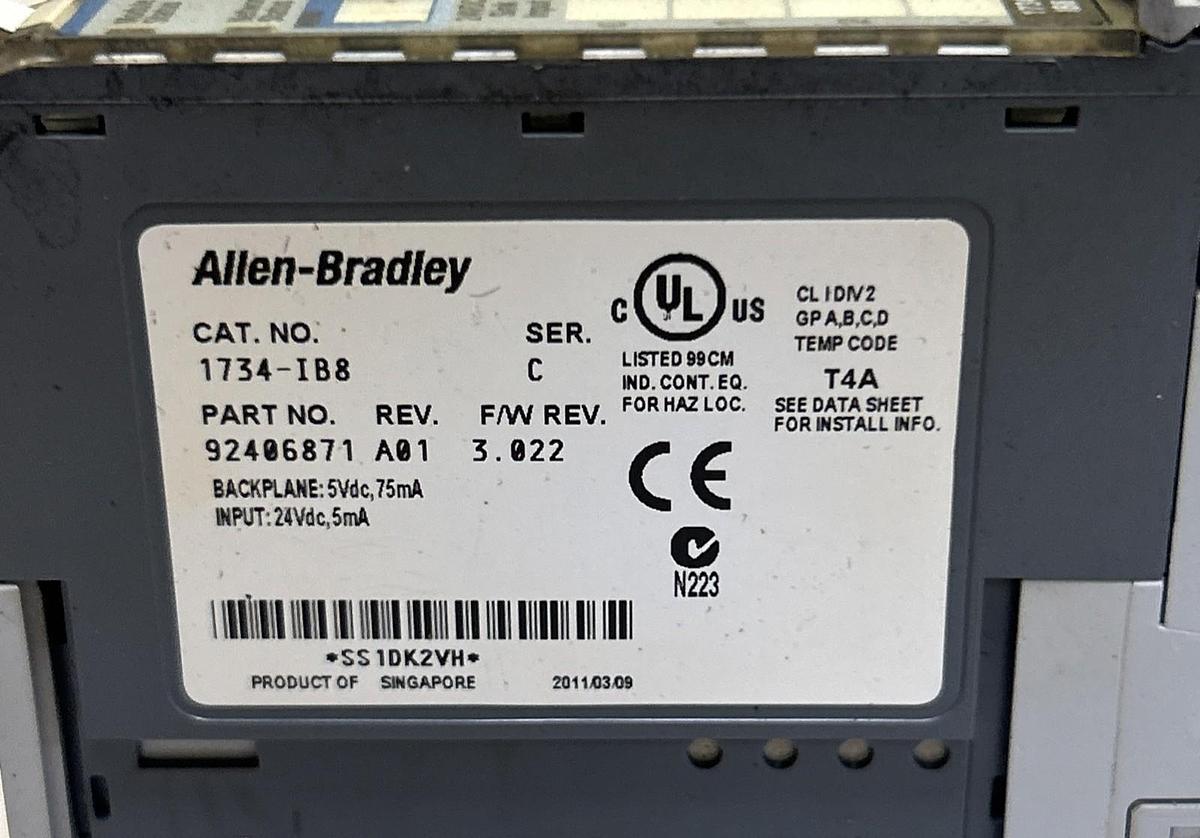 Allen-Bradley
CAT. NO. SER.
1734-IB8 C
PART NO. REV. F/W REV.
92406871 A01 3.022
BACKPLANE: 5Vdc, 75mA
INPUT: 24Vdc, 5mA
*SS1DK2VH*
PRODUCT OF SINGAPORE 2011/03/09
C UL US
LISTED 99CM
IND. CONT. EQ.
FOR HAZ LOC.
CL I DIV 2
GP A,B,C,D
TEMP CODE
T4A
SEE DATA SHEET
FOR INSTALL INFO.
CE
N223